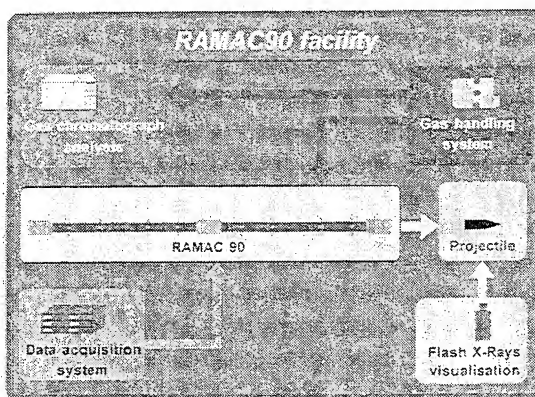 RAMAC90 facility
Gas chromatograph
analysis
Gas handling
system
RAMAC 90
Projectile
Data acquisition
system
Flash X-Rays
visualisation